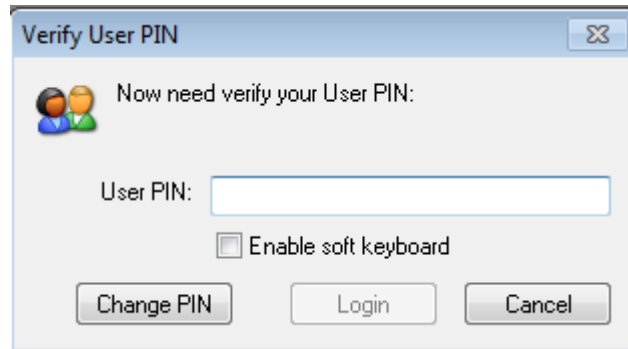 Verify User PIN
Now need verify your User PIN:
User PIN:
Enable soft keyboard
Change PIN Login Cancel